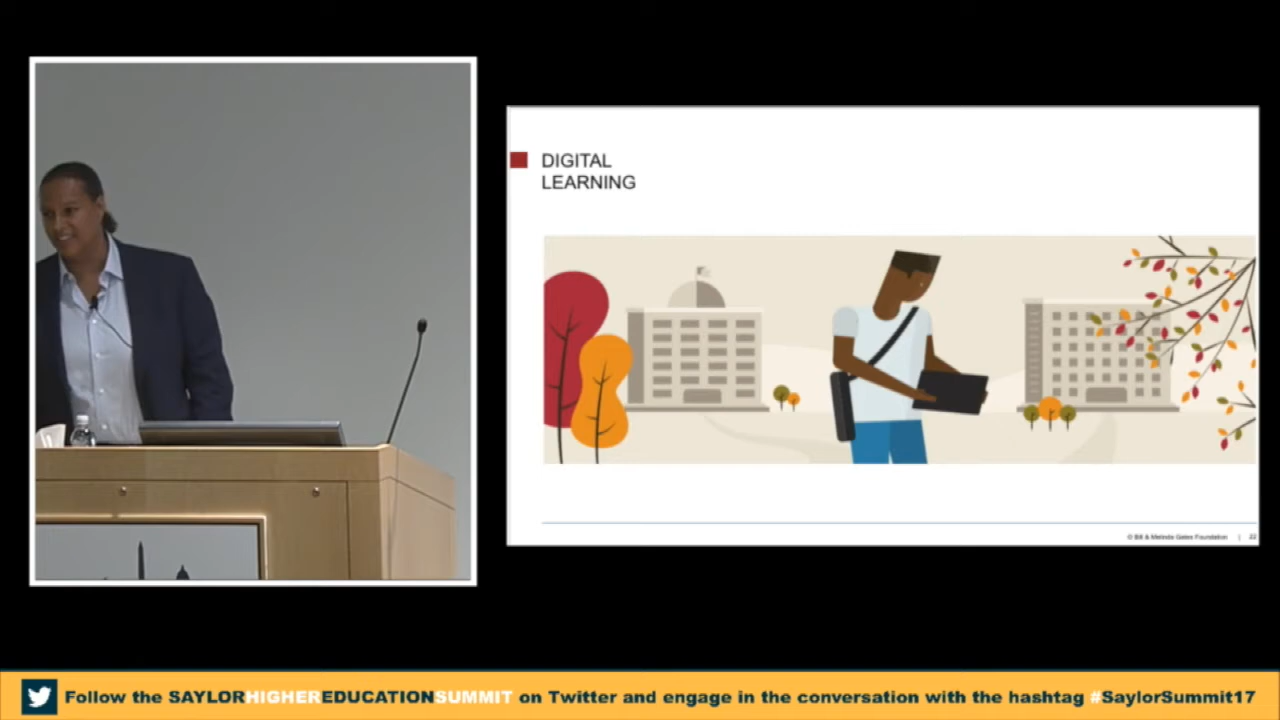 DIGITAL
LEARNING
© Bill & Melinda Gates Foundation | 22
Follow the SAYLORHIGHEREDUCATIONSUMMIT on Twitter and engage in the conversation with the hashtag #SaylorSummit17